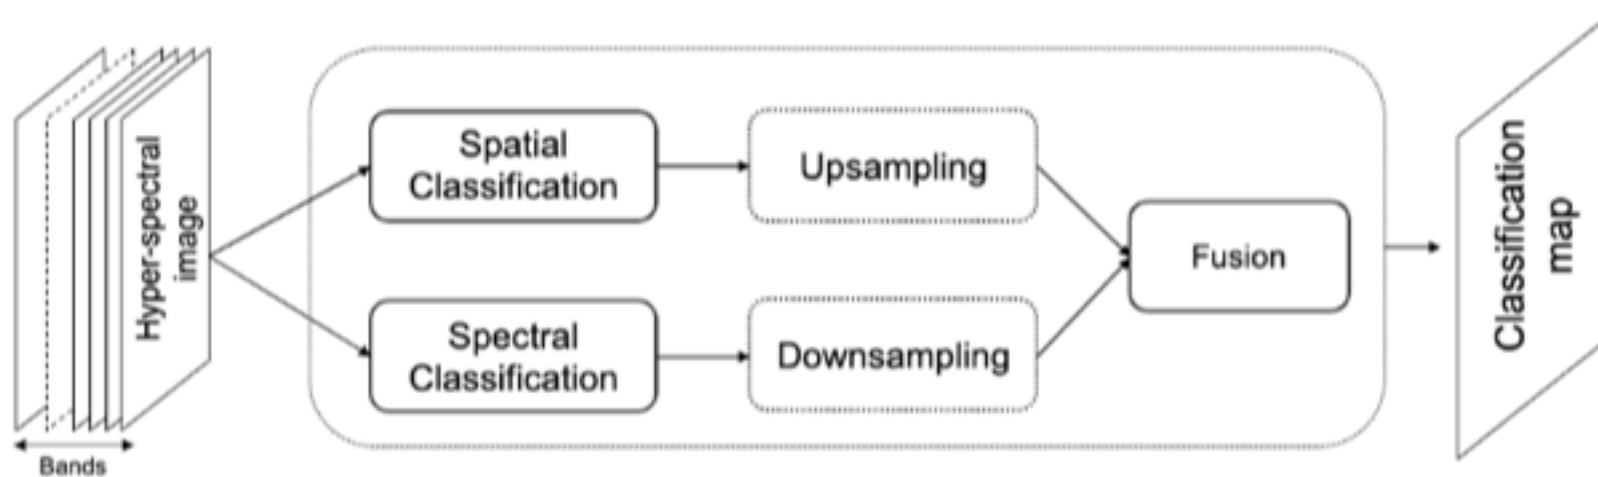 Hyper-spectral
image
Bands
Spatial
Classification
Upsampling
Spectral
Classification
Downsampling
Fusion
Classification
map